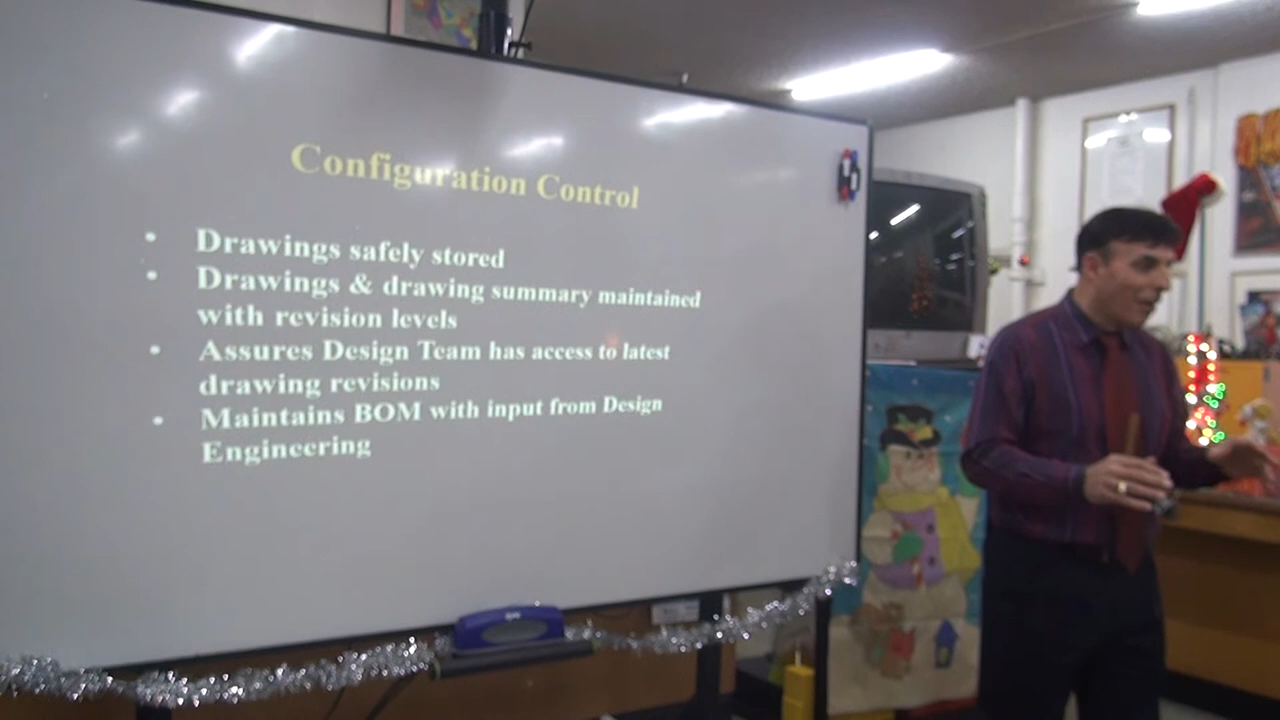 Configuration Control
• Drawings safely stored
• Drawings & drawing summary maintained
with revision levels
• Assures Design Team has access to latest
drawing revisions
• Maintains BOM with input from Design
Engineering